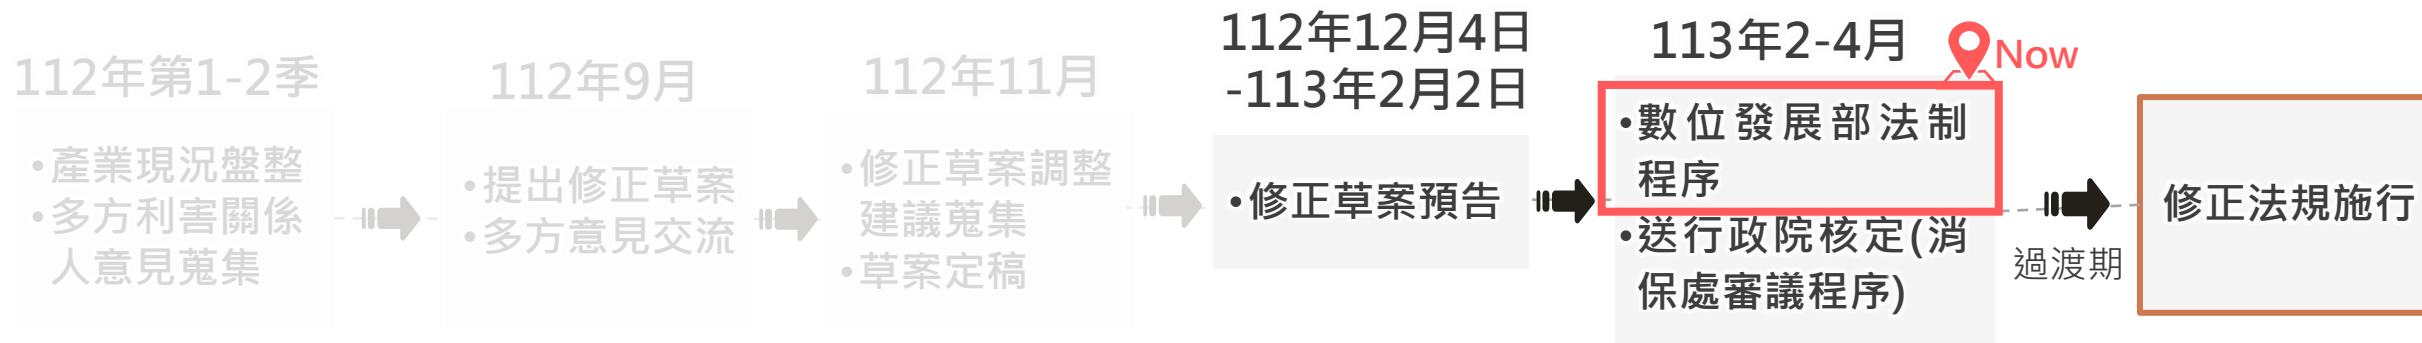 112年第1-2季
•產業現況盤整
•多方利害關係
人意見蒐集
112年9月
•提出修正草案
•多方意見交流
112年11月
•修正草案調整
建議蒐集
•草案定稿
112年12月4日
-113年2月2日
•修正草案預告
113年2-4月
Now
•數位發展部法制
程序
•送行政院核定(消
保處審議程序)
過渡期
修正法規施行